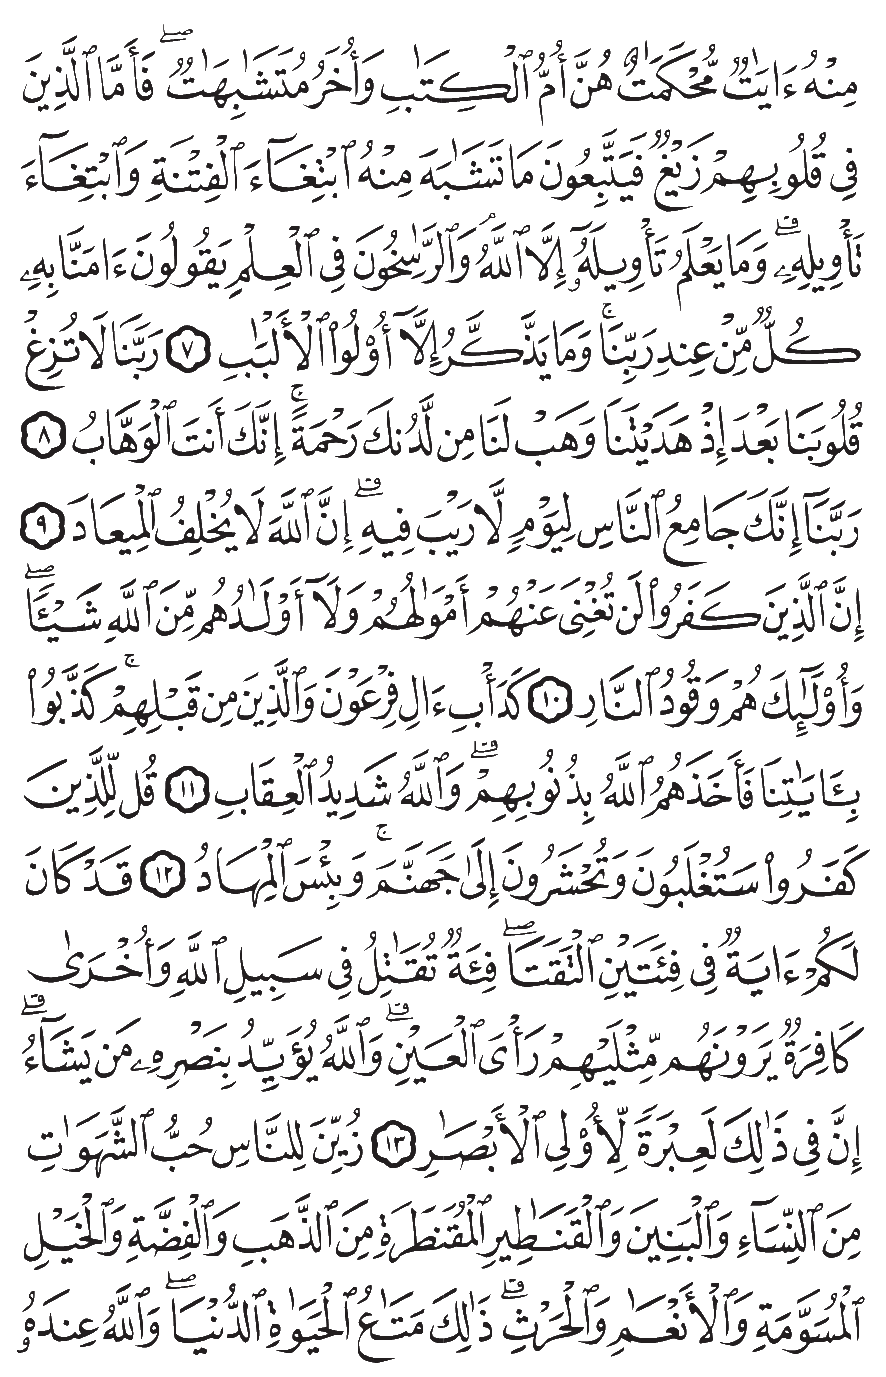 مِنْهُ ءَايَٰتٌ مُّحْكَمَٰتٌ هُنَّ أُمُّ ٱلْكِتَٰبِ وَأُخَرُ مُتَشَٰبِهَٰتٌ ۖ فَأَمَّا ٱلَّذِينَ
فِى قُلُوبِهِمْ زَيْغٌ فَيَتَّبِعُونَ مَا تَشَٰبَهَ مِنْهُ ٱبْتِغَآءَ ٱلْفِتْنَةِ وَٱبْتِغَآءَ
تَأْوِيلِهِۦ ۗ وَمَا يَعْلَمُ تَأْوِيلَهُۥٓ إِلَّا ٱللَّهُ ۘ وَٱلرَّٰسِخُونَ فِى ٱلْعِلْمِ يَقُولُونَ ءَامَنَّا بِهِۦ
كُلٌّ مِّنْ عِندِ رَبِّنَا ۚ وَمَا يَذَّكَّرُ إِلَّآ أُو۟لُوا۟ ٱلْأَلْبَٰبِ ٧ رَبَّنَا لَا تُزِغْ
قُلُوبَنَا بَعْدَ إِذْ هَدَيْتَنَا وَهَبْ لَنَا مِن لَّدُنكَ رَحْمَةً ۚ إِنَّكَ أَنتَ ٱلْوَهَّابُ ٨
رَبَّنَآ إِنَّكَ جَامِعُ ٱلنَّاسِ لِيَوْمٍ لَّا رَيْبَ فِيهِ ۗ إِنَّ ٱللَّهَ لَا يُخْلِفُ ٱلْمِيعَادَ ٩
إِنَّ ٱلَّذِينَ كَفَرُوا۟ لَن تُغْنِىَ عَنْهُمْ أَمْوَٰلُهُمْ وَلَآ أَوْلَٰدُهُم مِّنَ ٱللَّهِ شَيْـًٔا ۖ
وَأُو۟لَٰٓئِكَ هُمْ وَقُودُ ٱلنَّارِ ١٠ كَدَأْبِ ءَالِ فِرْعَوْنَ وَٱلَّذِينَ مِن قَبْلِهِمْ ۚ كَذَّبُوا۟
بِـَٔايَٰتِنَا فَأَخَذَهُمُ ٱللَّهُ بِذُنُوبِهِمْ ۗ وَٱللَّهُ شَدِيدُ ٱلْعِقَابِ ١١ قُل لِّلَّذِينَ
كَفَرُوا۟ سَتُغْلَبُونَ وَتُحْشَرُونَ إِلَىٰ جَهَنَّمَ ۚ وَبِئْسَ ٱلْمِهَادُ ١٢ قَدْ كَانَ
لَكُمْ ءَايَةٌ فِى فِئَتَيْنِ ٱلْتَقَتَا ۖ فِئَةٌ تُقَٰتِلُ فِى سَبِيلِ ٱللَّهِ وَأُخْرَىٰ
كَافِرَةٌ يَرَوْنَهُم مِّثْلَيْهِمْ رَأْىَ ٱلْعَيْنِ ۚ وَٱللَّهُ يُؤَيِّدُ بِنَصْرِهِۦ مَن يَشَآءُ ۗ
إِنَّ فِى ذَٰلِكَ لَعِبْرَةً لِّأُو۟لِى ٱلْأَبْصَٰرِ ١٣ زُيِّنَ لِلنَّاسِ حُبُّ ٱلشَّهَوَٰتِ
مِنَ ٱلنِّسَآءِ وَٱلْبَنِينَ وَٱلْقَنَٰطِيرِ ٱلْمُقَنطَرَةِ مِنَ ٱلذَّهَبِ وَٱلْفِضَّةِ وَٱلْخَيْلِ
ٱلْمُسَوَّمَةِ وَٱلْأَنْعَٰمِ وَٱلْحَرْثِ ۗ ذَٰلِكَ مَتَٰعُ ٱلْحَيَوٰةِ ٱلدُّنْيَا ۖ وَٱللَّهُ عِندَهُۥ